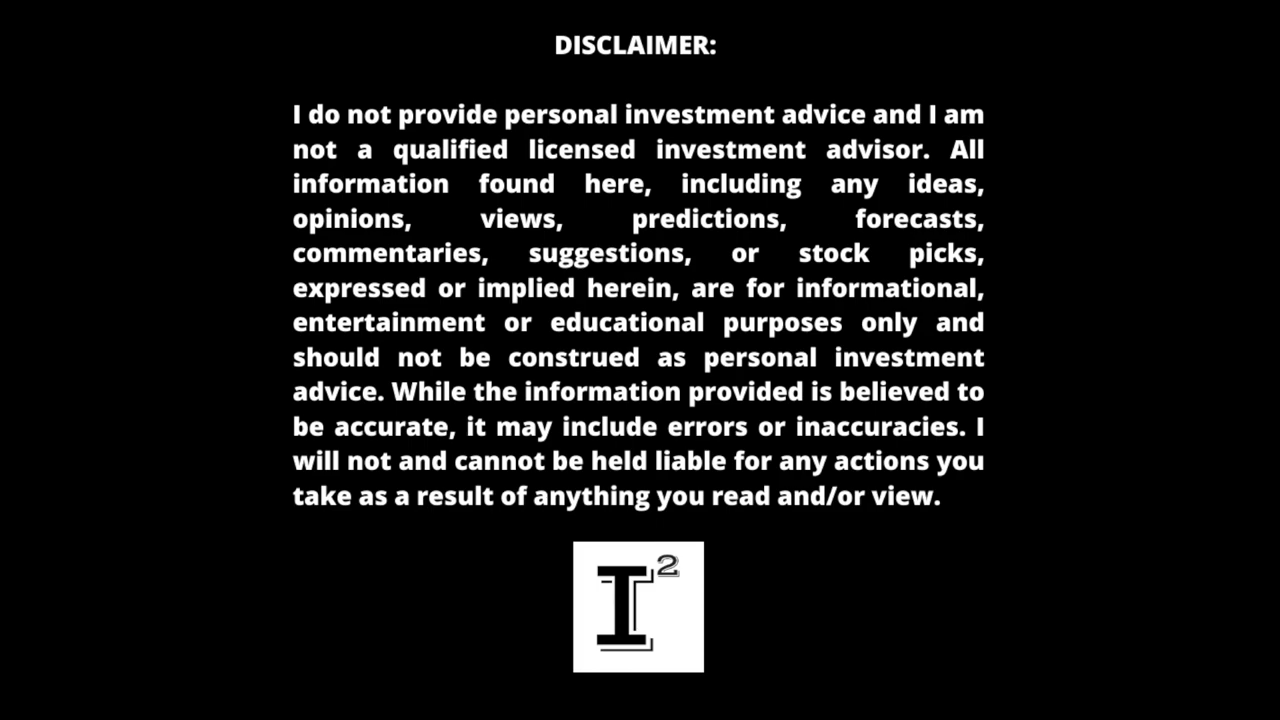 DISCLAIMER:
I do not provide personal investment advice and I am
not a qualified licensed investment advisor. All
information found here, including any ideas,
opinions, views, predictions, forecasts,
commentaries, suggestions, or stock picks,
expressed or implied herein, are for informational,
entertainment or educational purposes only and
should not be construed as personal investment
advice. While the information provided is believed to
be accurate, it may include errors or inaccuracies. I
will not and cannot be held liable for any actions you
take as a result of anything you read and/or view.
I²